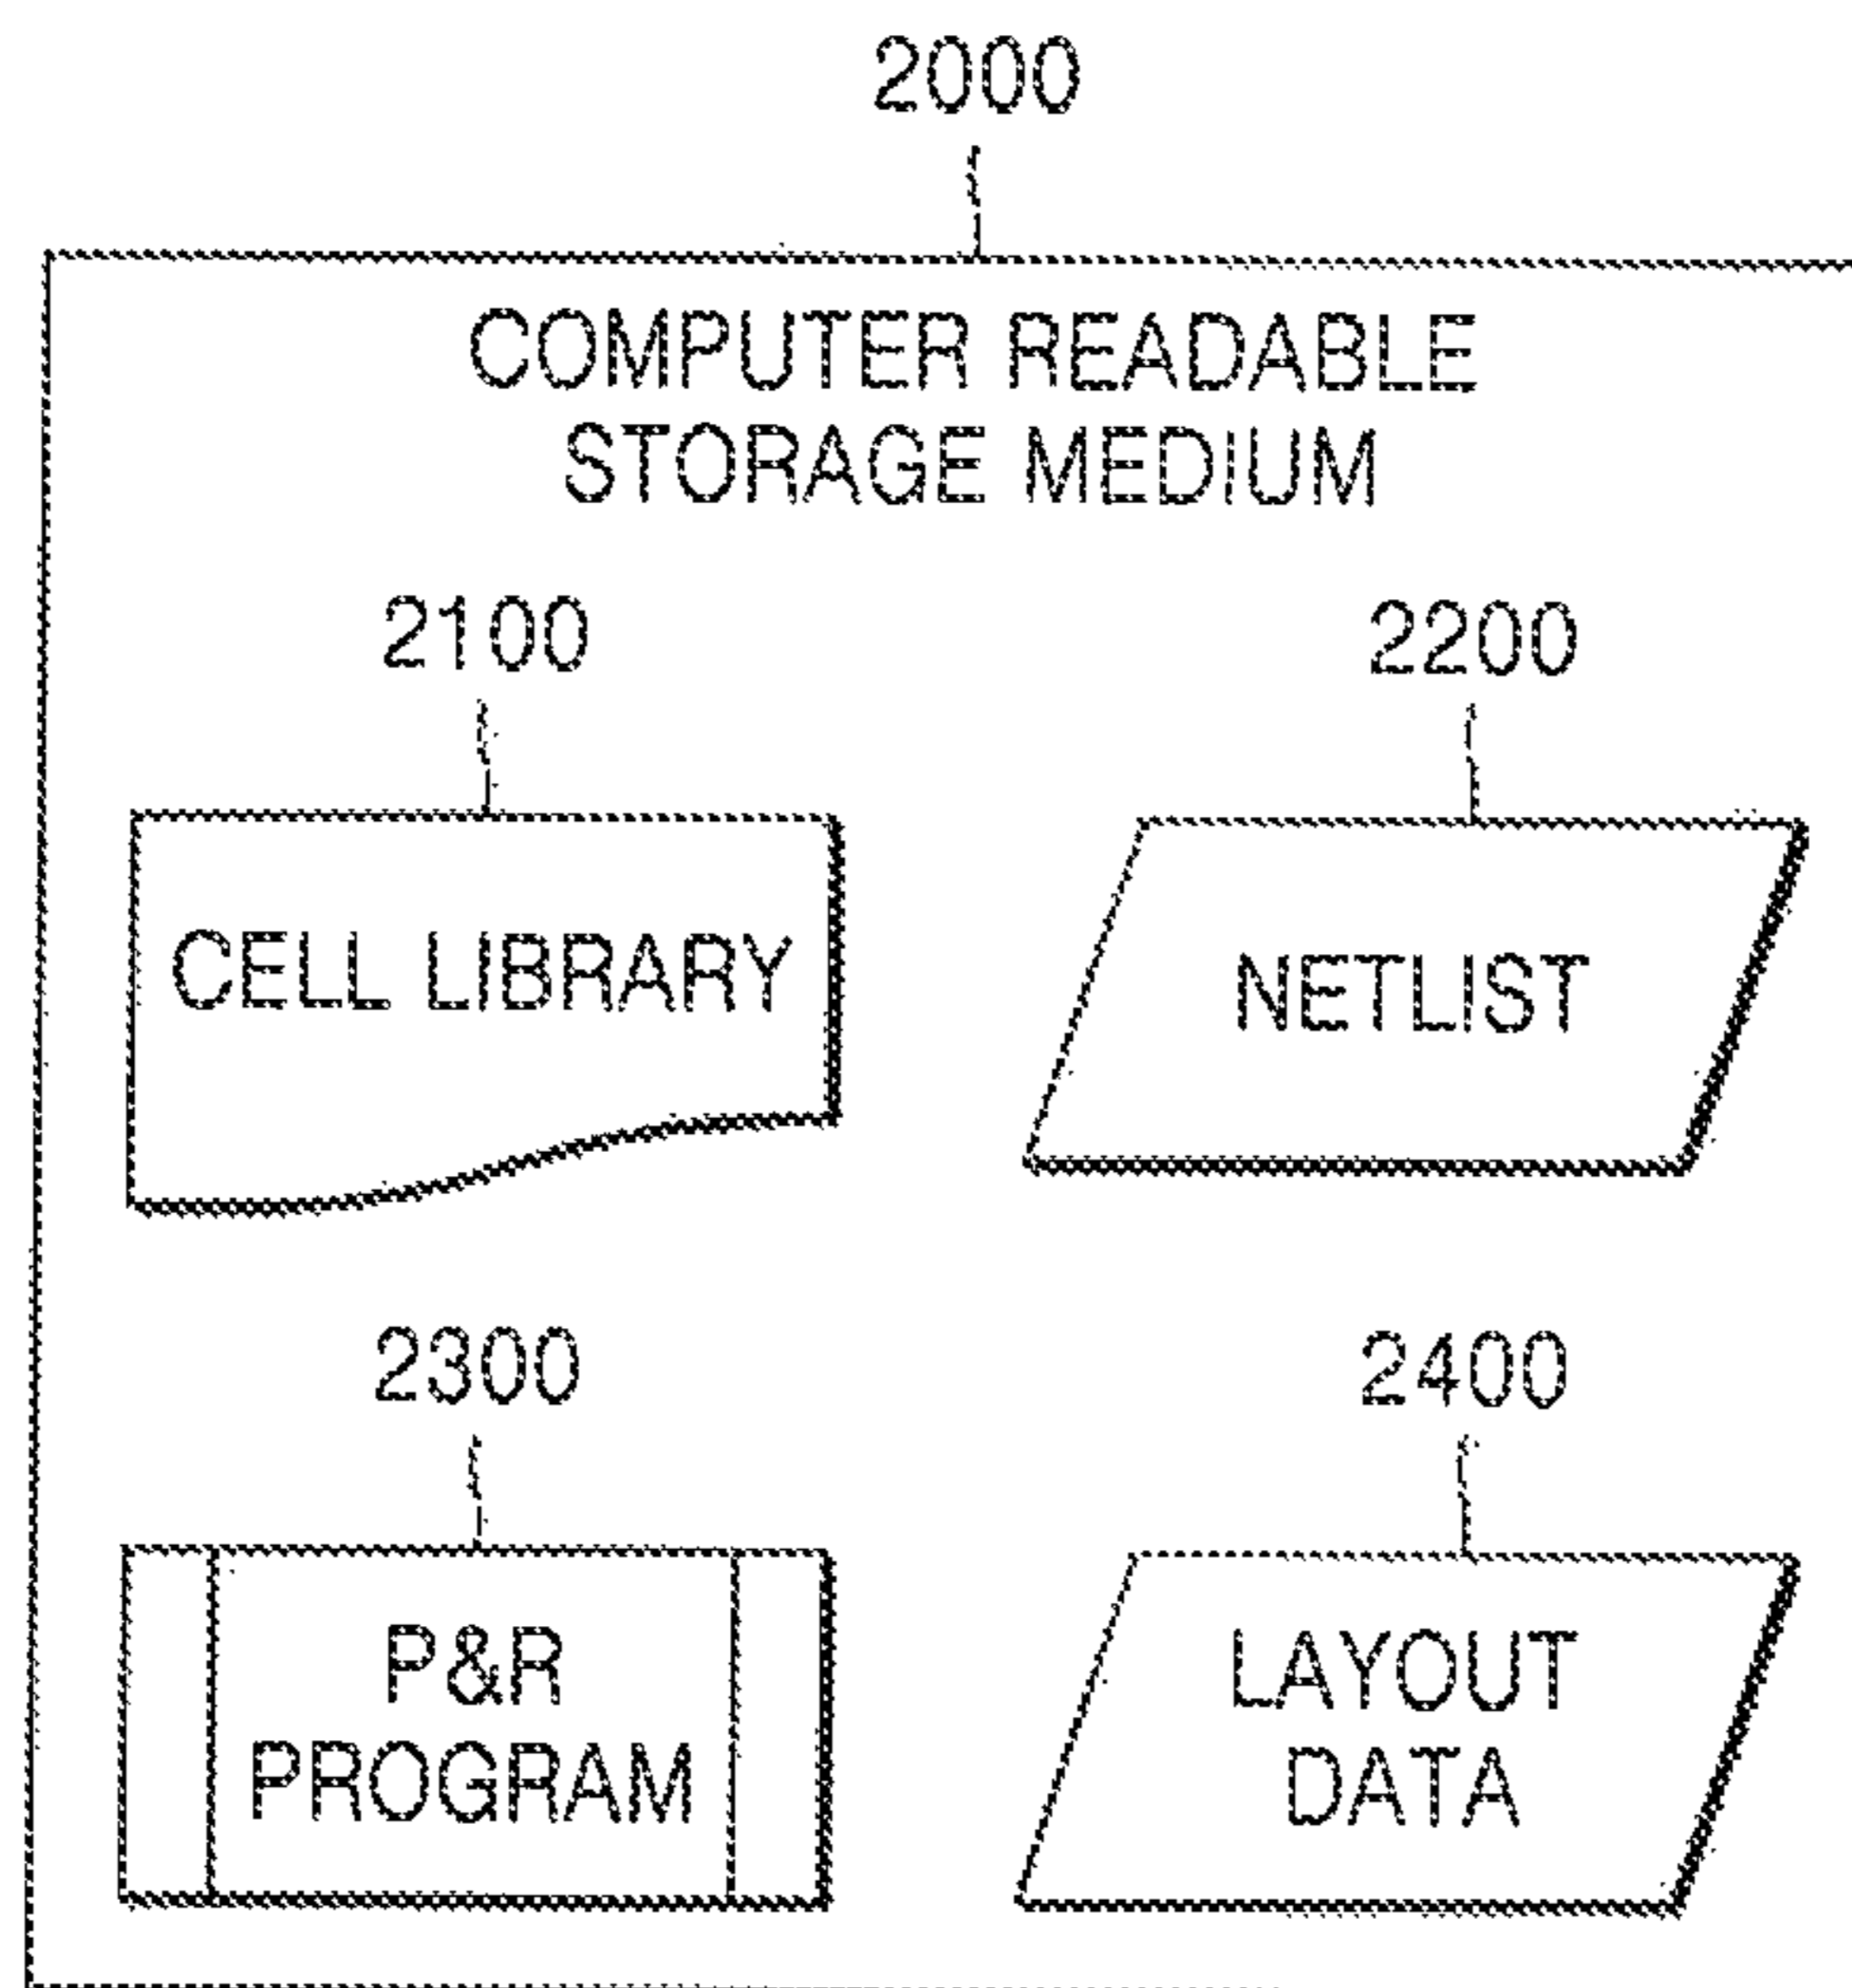 2000
COMPUTER READABLE
STORAGE MEDIUM
2100
2200
CELL LIBRARY
NETLIST
2300
2400
P&R
PROGRAM
LAYOUT
DATA